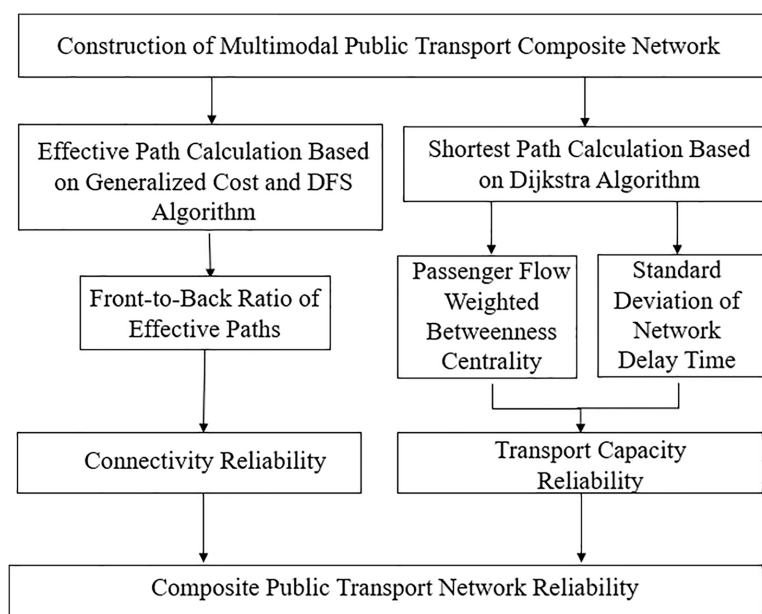 Construction of Multimodal Public Transport Composite Network
Effective Path Calculation Based
on Generalized Cost and DFS
Algorithm
Shortest Path Calculation Based
on Dijkstra Algorithm
Front-to-Back Ratio of
Effective Paths
Passenger Flow
Weighted
Betweenness
Centrality
Standard
Deviation of
Network
Delay Time
Connectivity Reliability
Transport Capacity
Reliability
Composite Public Transport Network Reliability